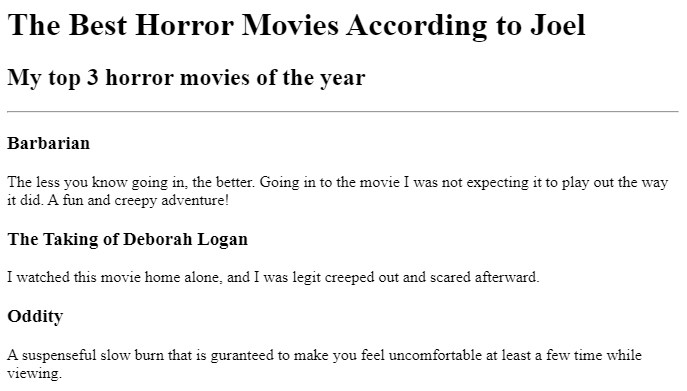 The Best Horror Movies According to Joel
My top 3 horror movies of the year
Barbarian
The less you know going in, the better. Going in to the movie I was not expecting it to play out the way
it did. A fun and creepy adventure!
The Taking of Deborah Logan
I watched this movie home alone, and I was legit creeped out and scared afterward.
Oddity
A suspenseful slow burn that is guranteed to make you feel uncomfortable at least a few time while
viewing.